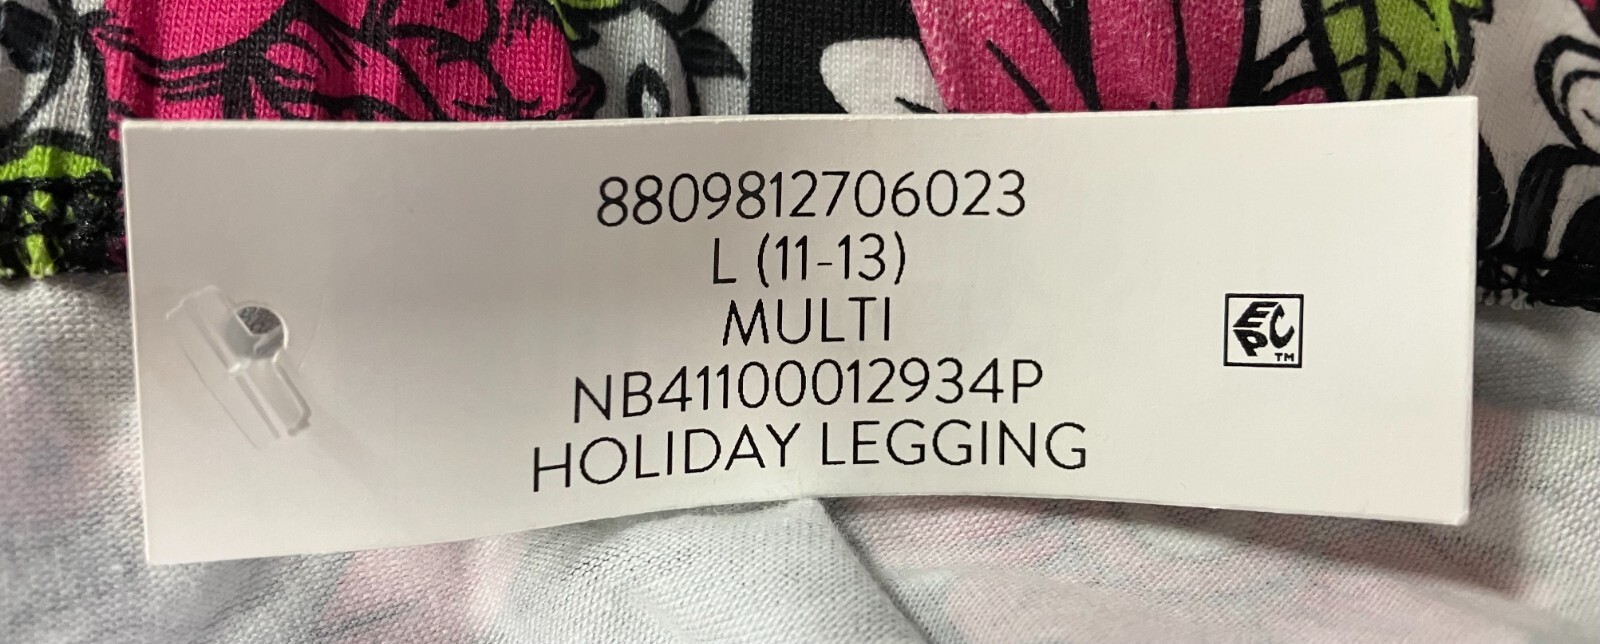 8809812706023
L (11-13)
MULTI
NB41100012934P
HOLIDAY LEGGING
EPC
TM